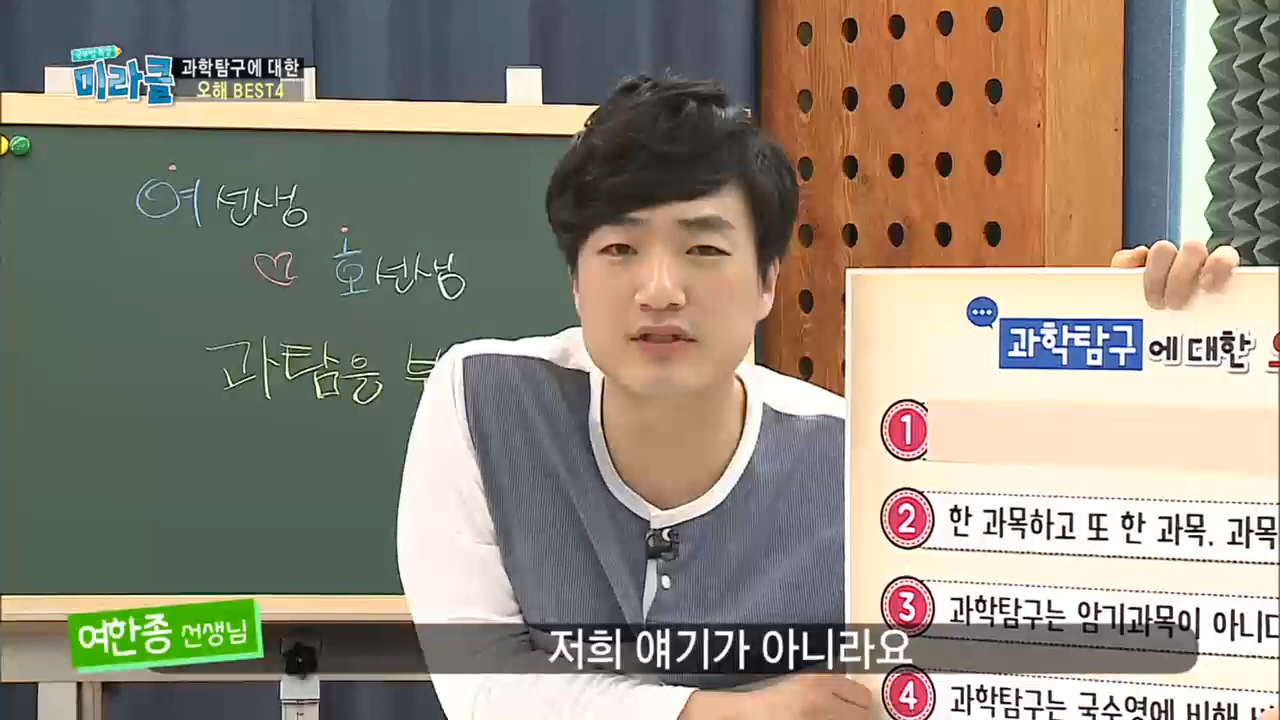 미라클
과학탐구에 대한
오해 BEST4
여선생
♡ 호선생
과탐은
과학탐구에 대한
1
2 한 과목하고 또 한 과목. 과목
3 과학탐구는 암기과목이 아니다
4 과학탐구는 국수영에 비해
여한종 선생님
저희 얘기가 아니라요